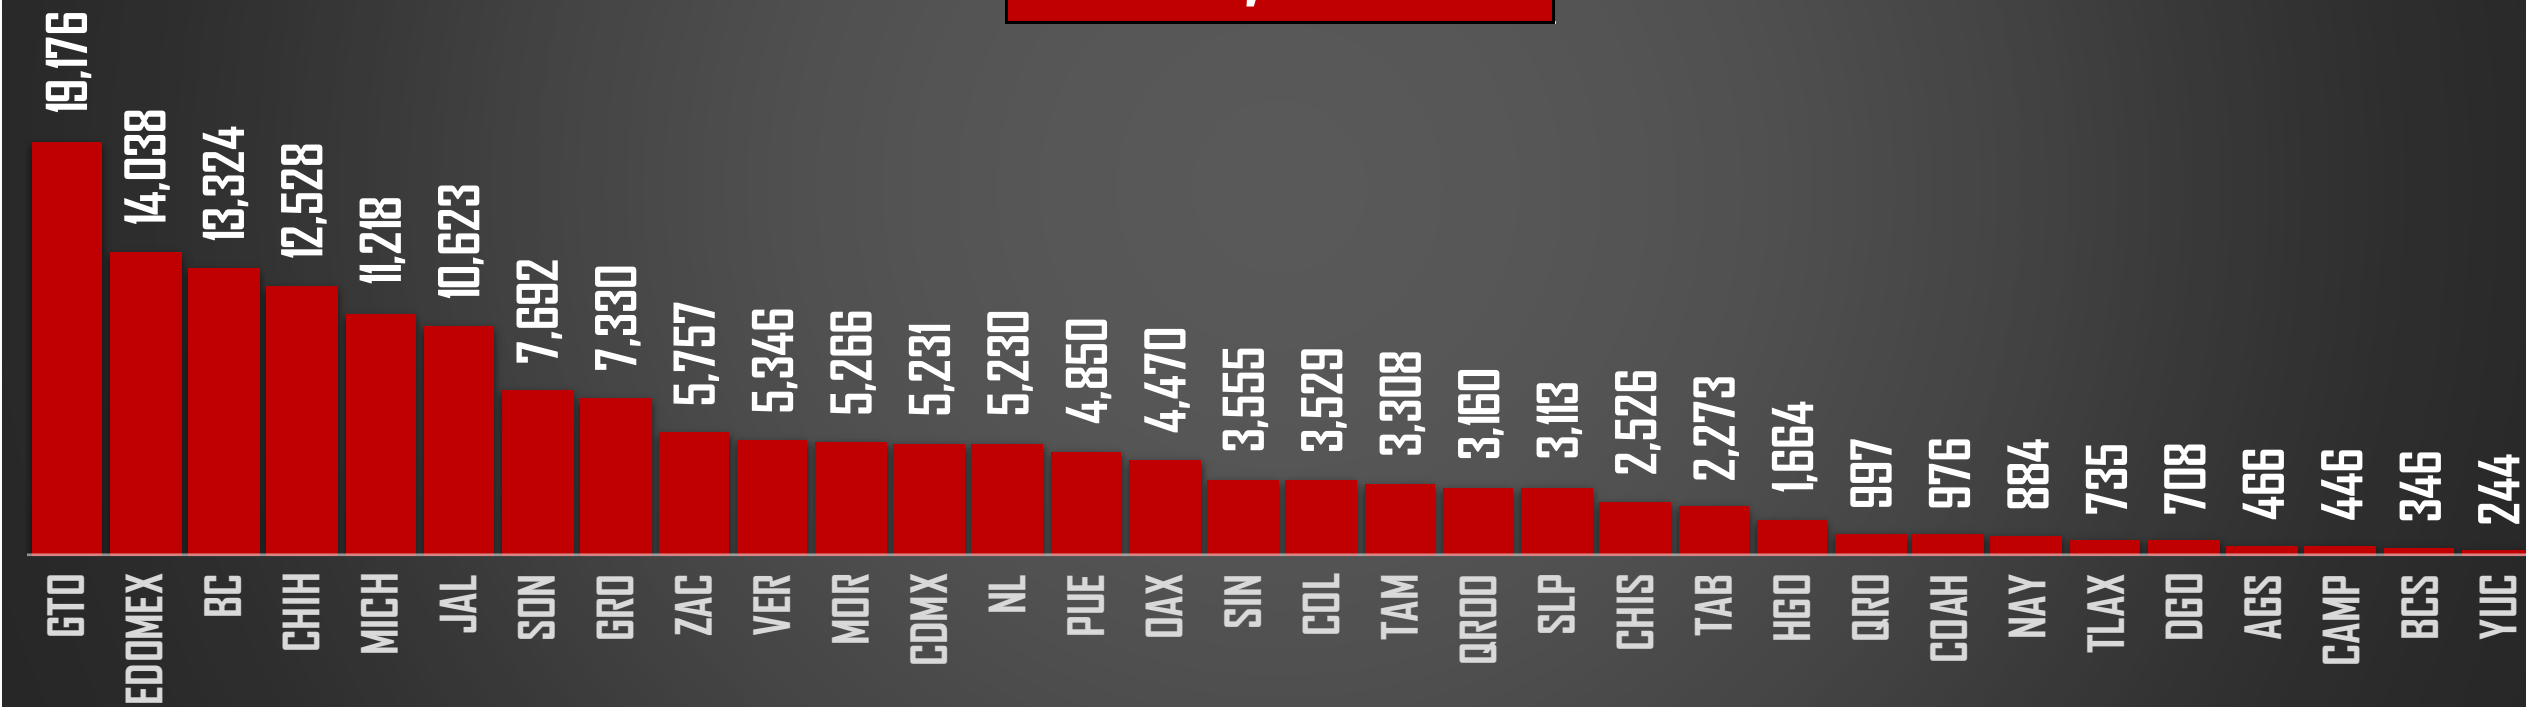 19,176
14,038
13,324
12,528
11,218
10,623
7,692
7,330
5,757
5,346
5,266
5,231
5,230
4,850
4,470
3,555
3,529
3,308
3,160
3,113
2,526
2,273
1,664
997
976
884
735
708
466
446
346
244
GTO
EDOMEX
BC
CHIH
MICH
JAL
SON
GRO
ZAC
VER
MOR
CDMX
NL
PUE
OAX
SIN
COL
TAM
QROO
SLP
CHIS
TAB
HGO
QRO
COAH
NAY
TLAX
DGO
AGS
CAMP
BCS
YUC